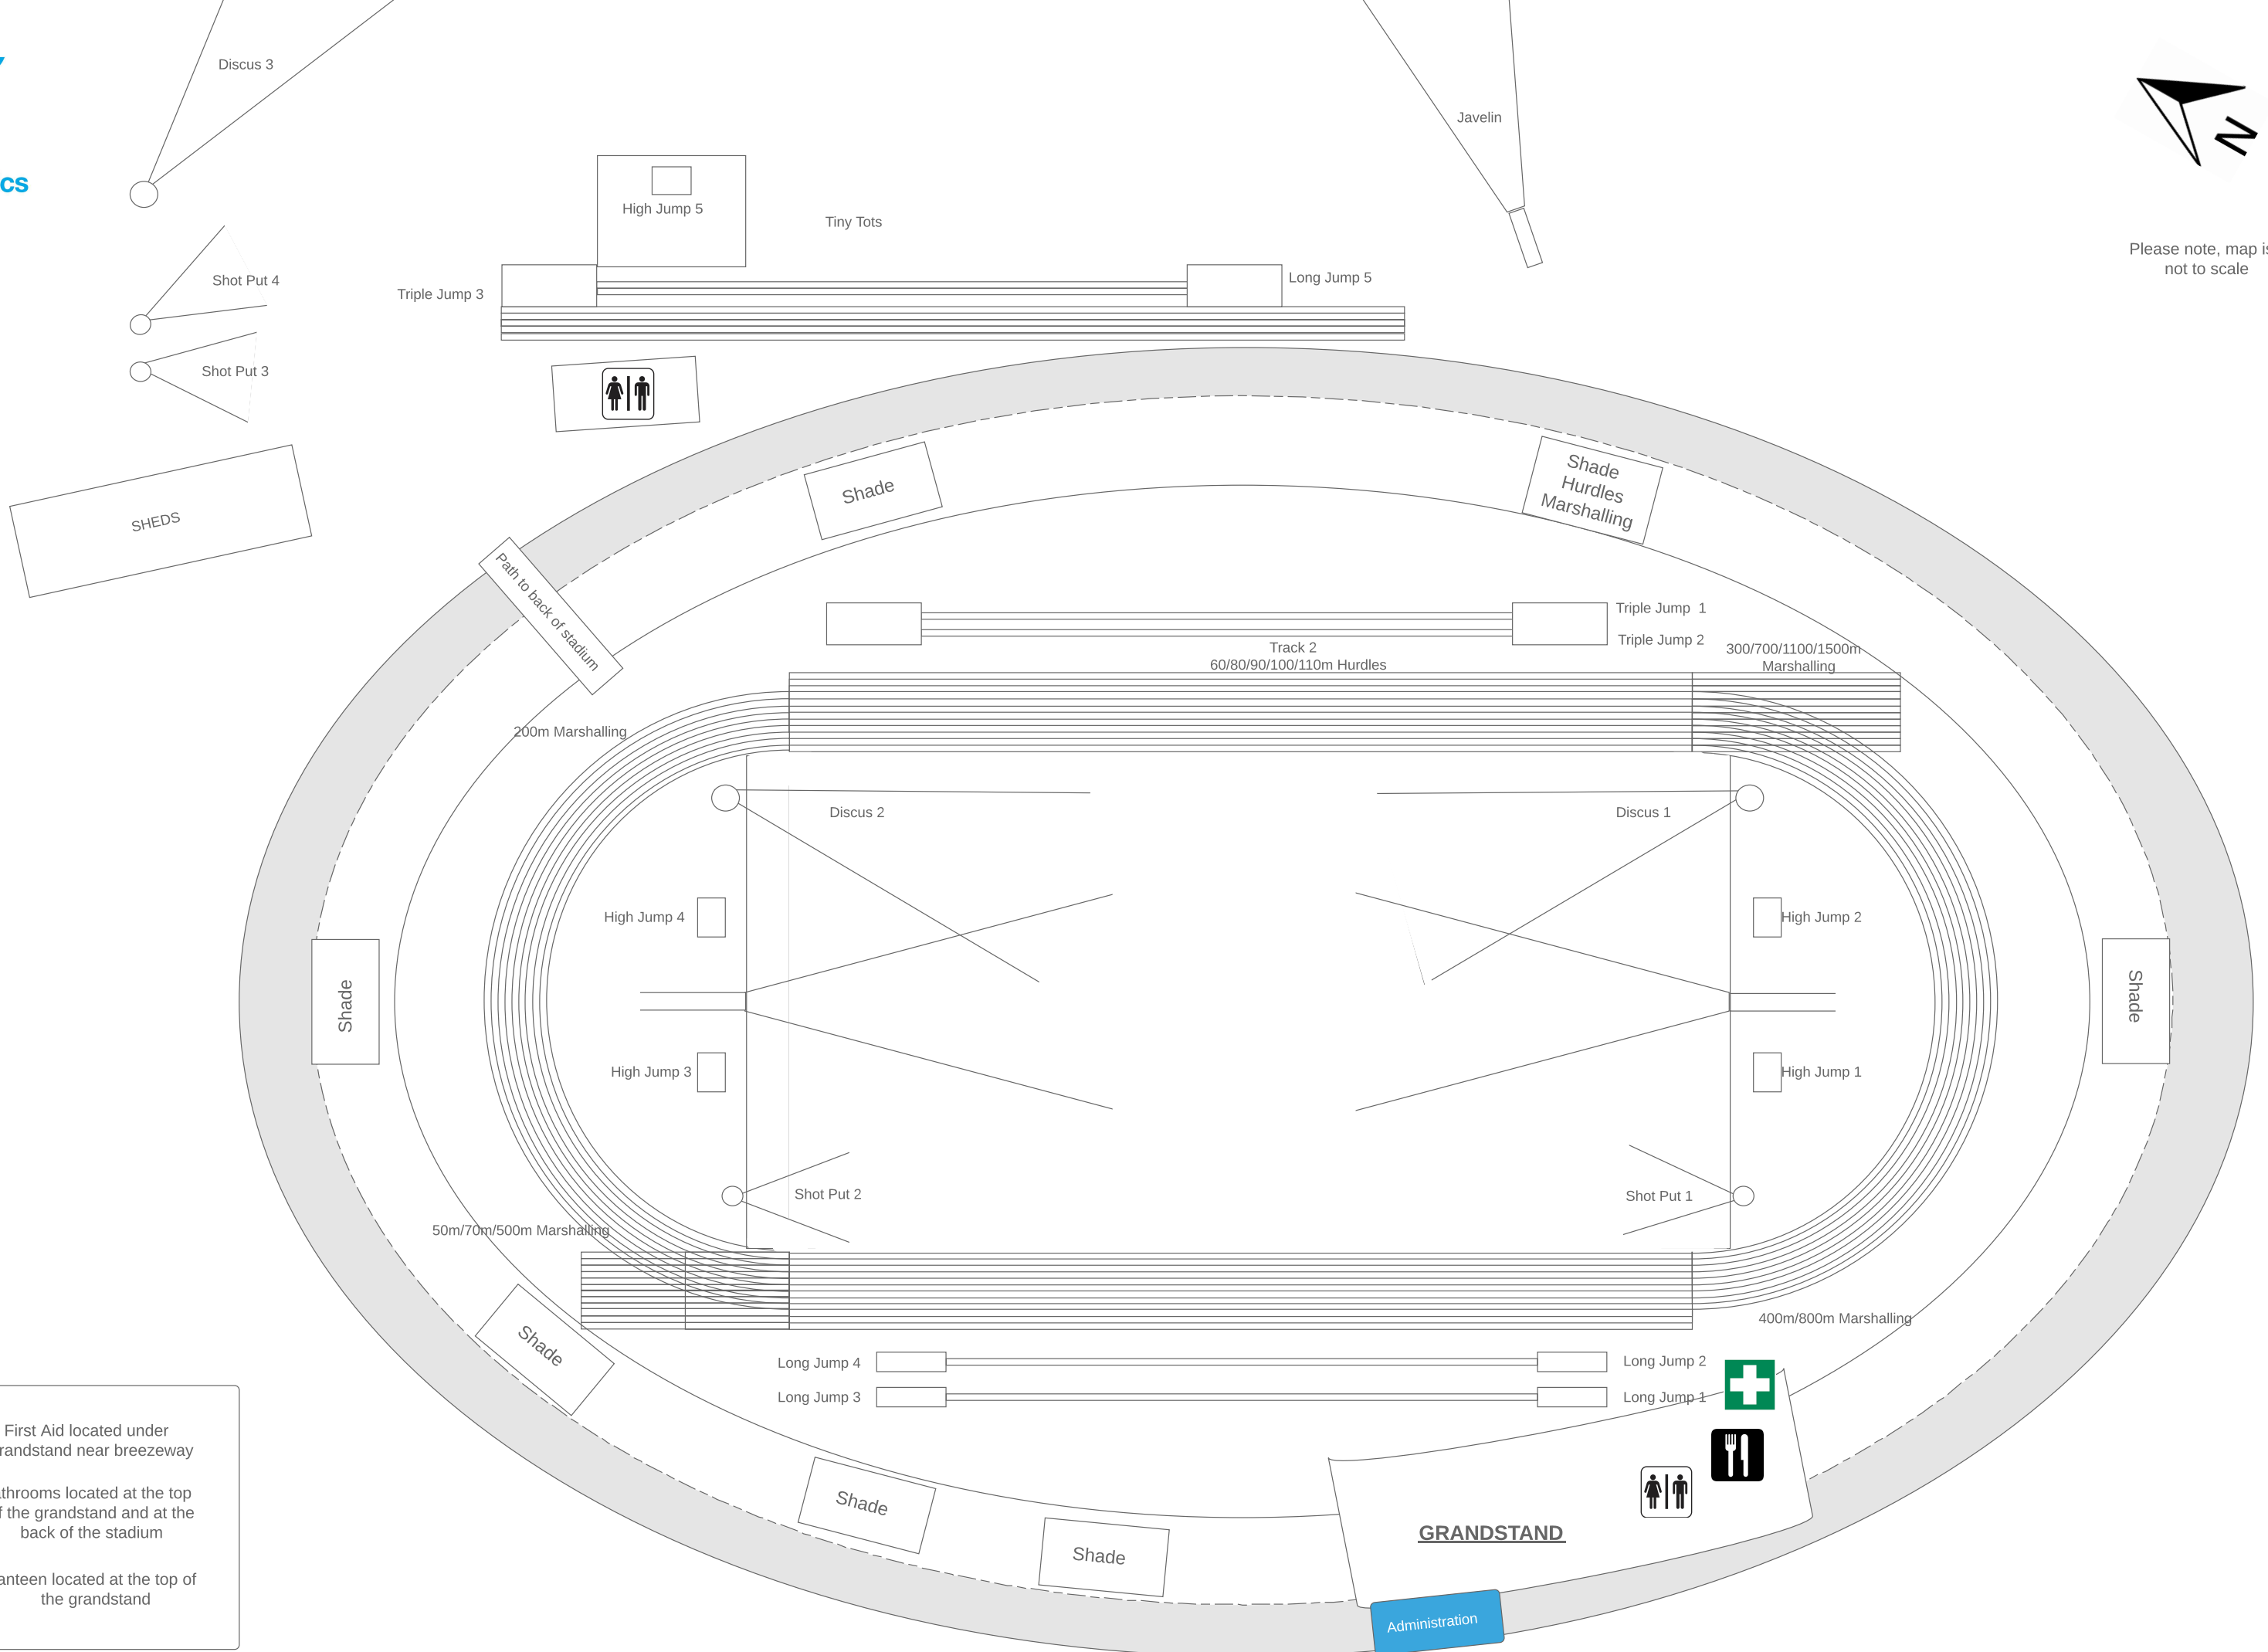 cs
Discus 3
Javelin
N
High Jump 5
Tiny Tots
Please note, map is
not to scale
Shot Put 4
Triple Jump 3
Long Jump 5
Shot Put 3
Shade
Shade
Hurdles
Marshalling
SHEDS
Path to back of stadium
Triple Jump 1
Triple Jump 2
Track 2
60/80/90/100/110m Hurdles
300/700/1100/1500m
Marshalling
200m Marshalling
Discus 2
Discus 1
High Jump 4
High Jump 2
Shade
Shade
High Jump 3
High Jump 1
Shot Put 2
Shot Put 1
50m/70m/500m Marshalling
400m/800m Marshalling
Shade
Long Jump 4
Long Jump 2
Long Jump 3
Long Jump 1
First Aid located under
randstand near breezeway
throoms located at the top
f the grandstand and at the
back of the stadium
anteen located at the top of
the grandstand
Shade
Shade
GRANDSTAND
Administration